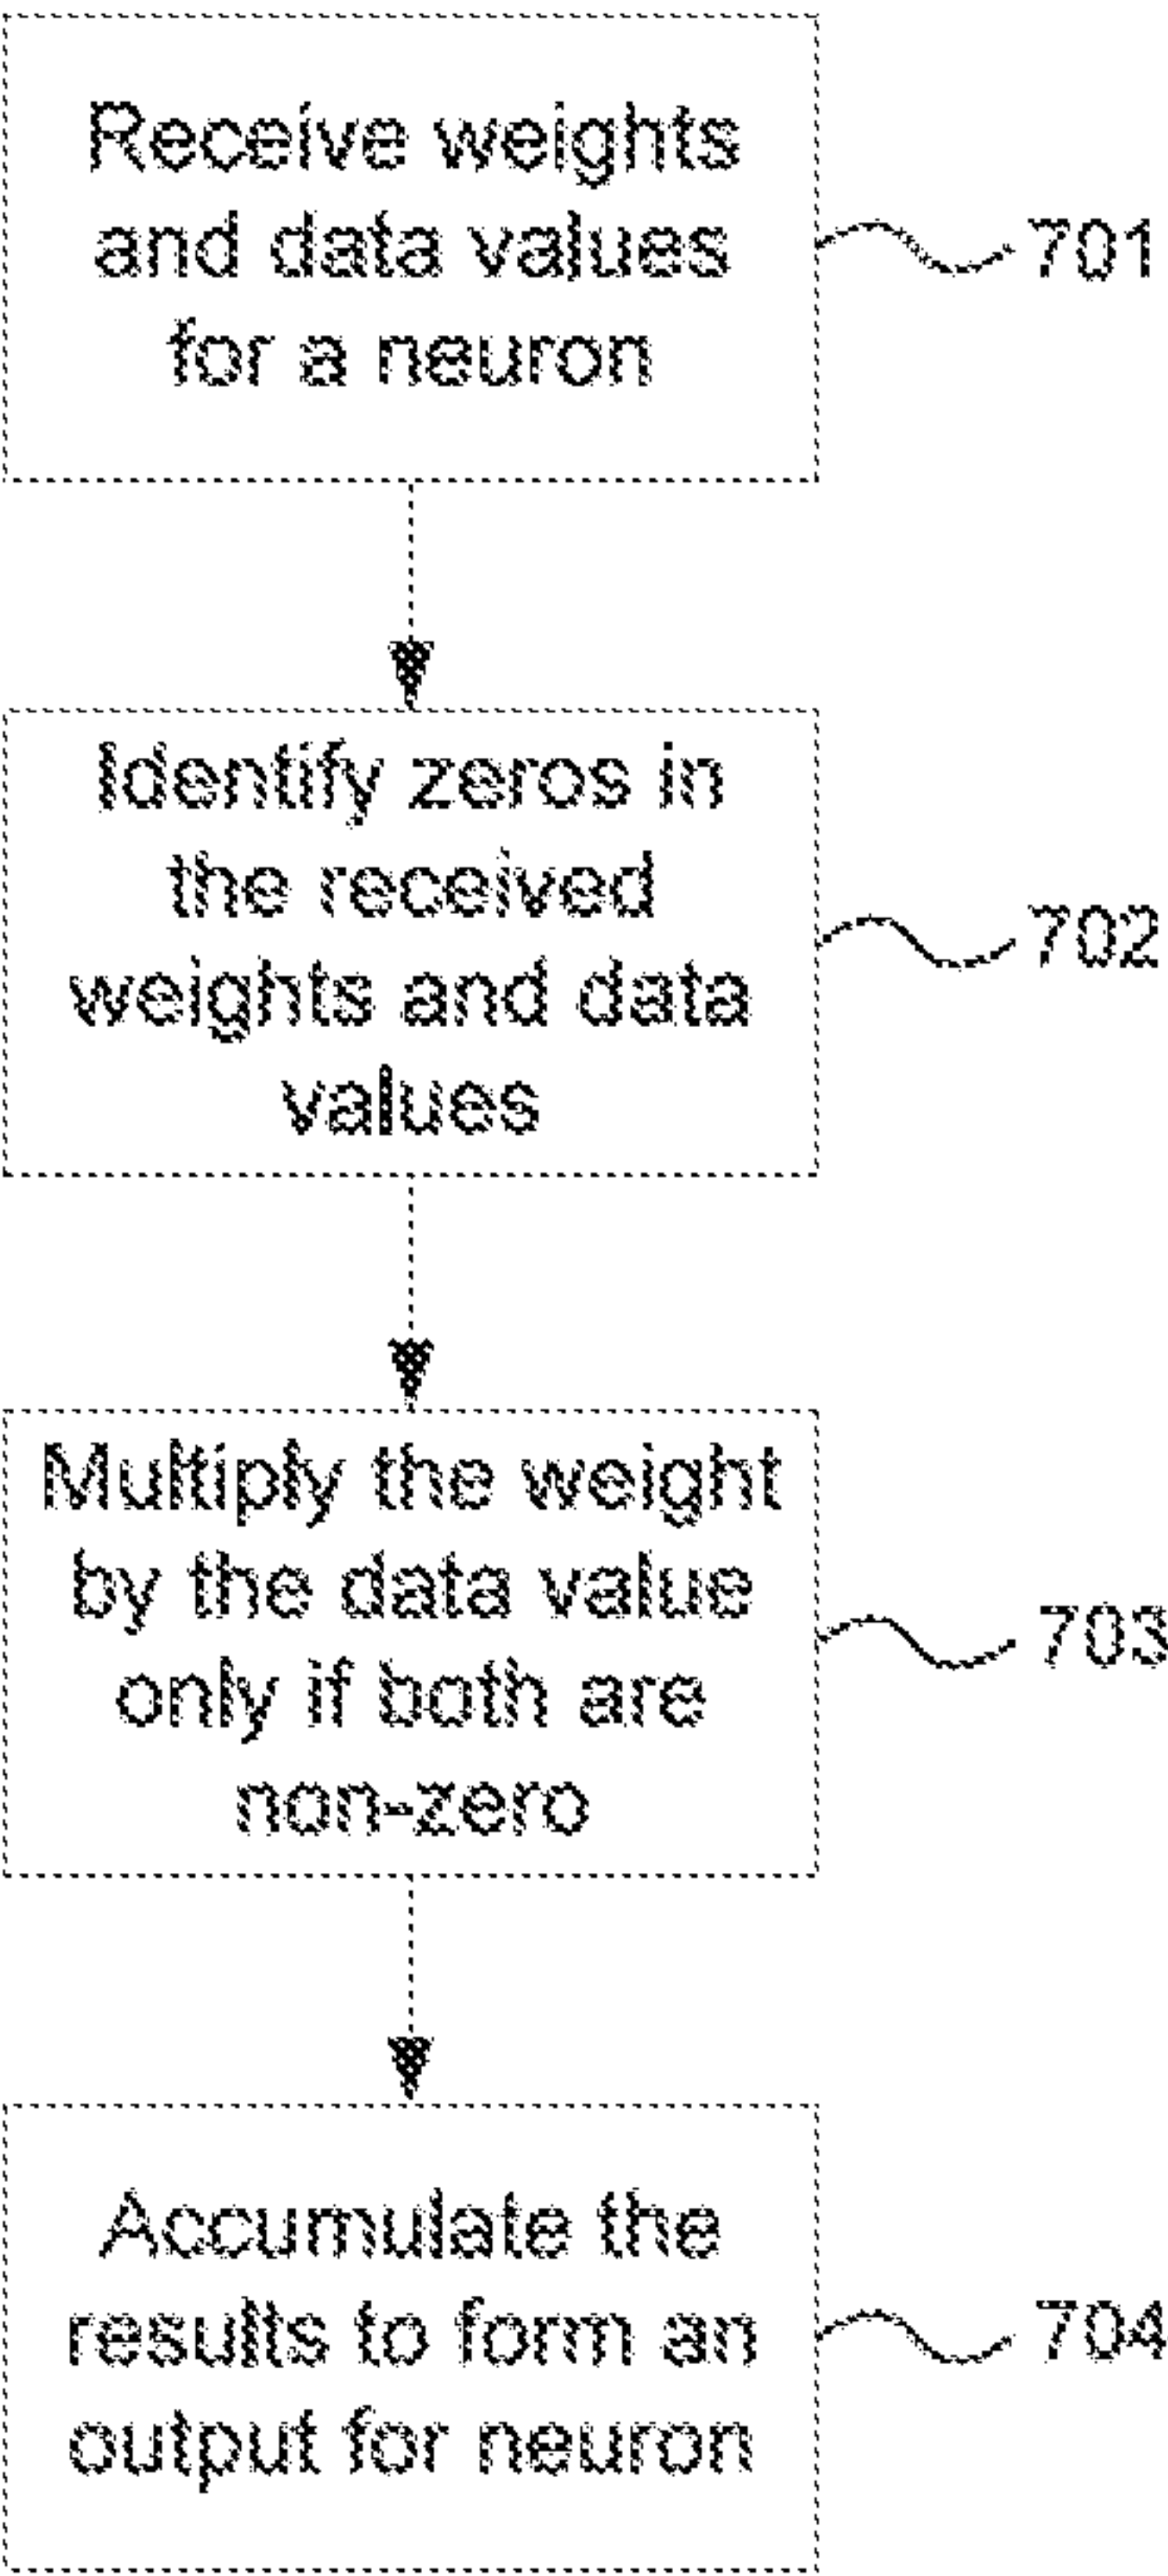 Receive weights
and data values
for a neuron
701
Identify zeros in
the received
weights and data
values
702
Multiply the weight
by the data value
only if both are
non-zero
703
Accumulate the
results to form an
output for neuron
704